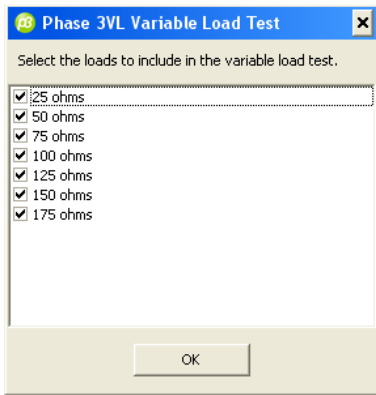 p3 Phase 3VL Variable Load Test
Select the loads to include in the variable load test.
25 ohms
50 ohms
75 ohms
100 ohms
125 ohms
150 ohms
175 ohms
OK